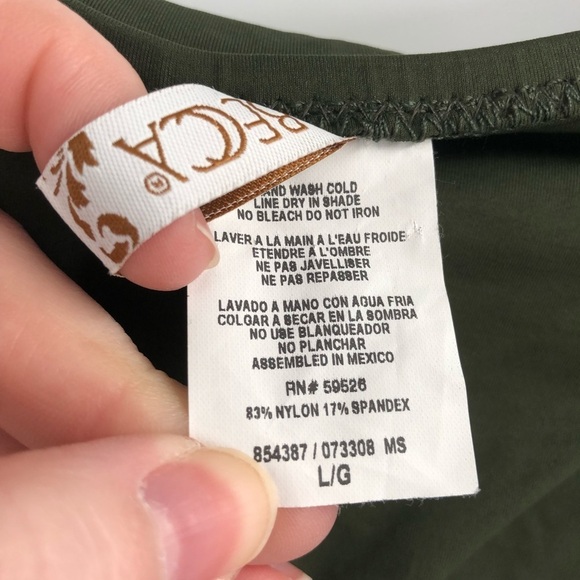 BECCA®
AND WASH COLD
LINE DRY IN SHADE
NO BLEACH DO NOT IRON
LAVER A LA MAIN A L'EAU FROIDE
ETENDRE A L'OMBRE
NE PAS JAVELLISER
NE PAS REPASSER
LAVADO A MANO CON AGUA FRIA
COLGAR A SECAR EN LA SOMBRA
NO USE BLANQUEADOR
NO PLANCHAR
ASSEMBLED IN MEXICO
RN# 59526
83% NYLON 17% SPANDEX
854387 / 073308 MS
L/G